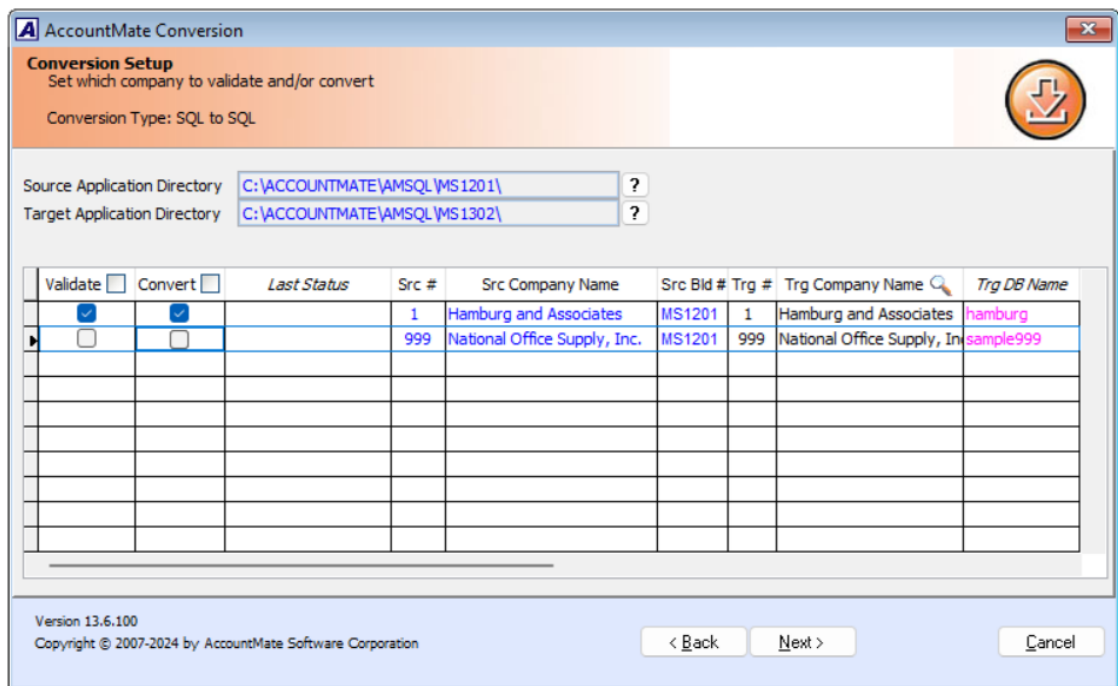 AccountMate Conversion
Conversion Setup
Set which company to validate and/or convert
Conversion Type: SQL to SQL
Source Application Directory C:\ACCOUNTMATE\AMSQL\MS1201\ ?
Target Application Directory C:\ACCOUNTMATE\AMSQL\MS1302\ ?
Validate Convert Last Status Src # Src Company Name Src Bld # Trg # Trg Company Name Trg DB Name
1 Hamburg and Associates MS1201 1 Hamburg and Associates hamburg
999 National Office Supply, Inc. MS1201 999 National Office Supply, In sample999
Version 13.6.100
Copyright © 2007-2024 by AccountMate Software Corporation
< Back Next > Cancel